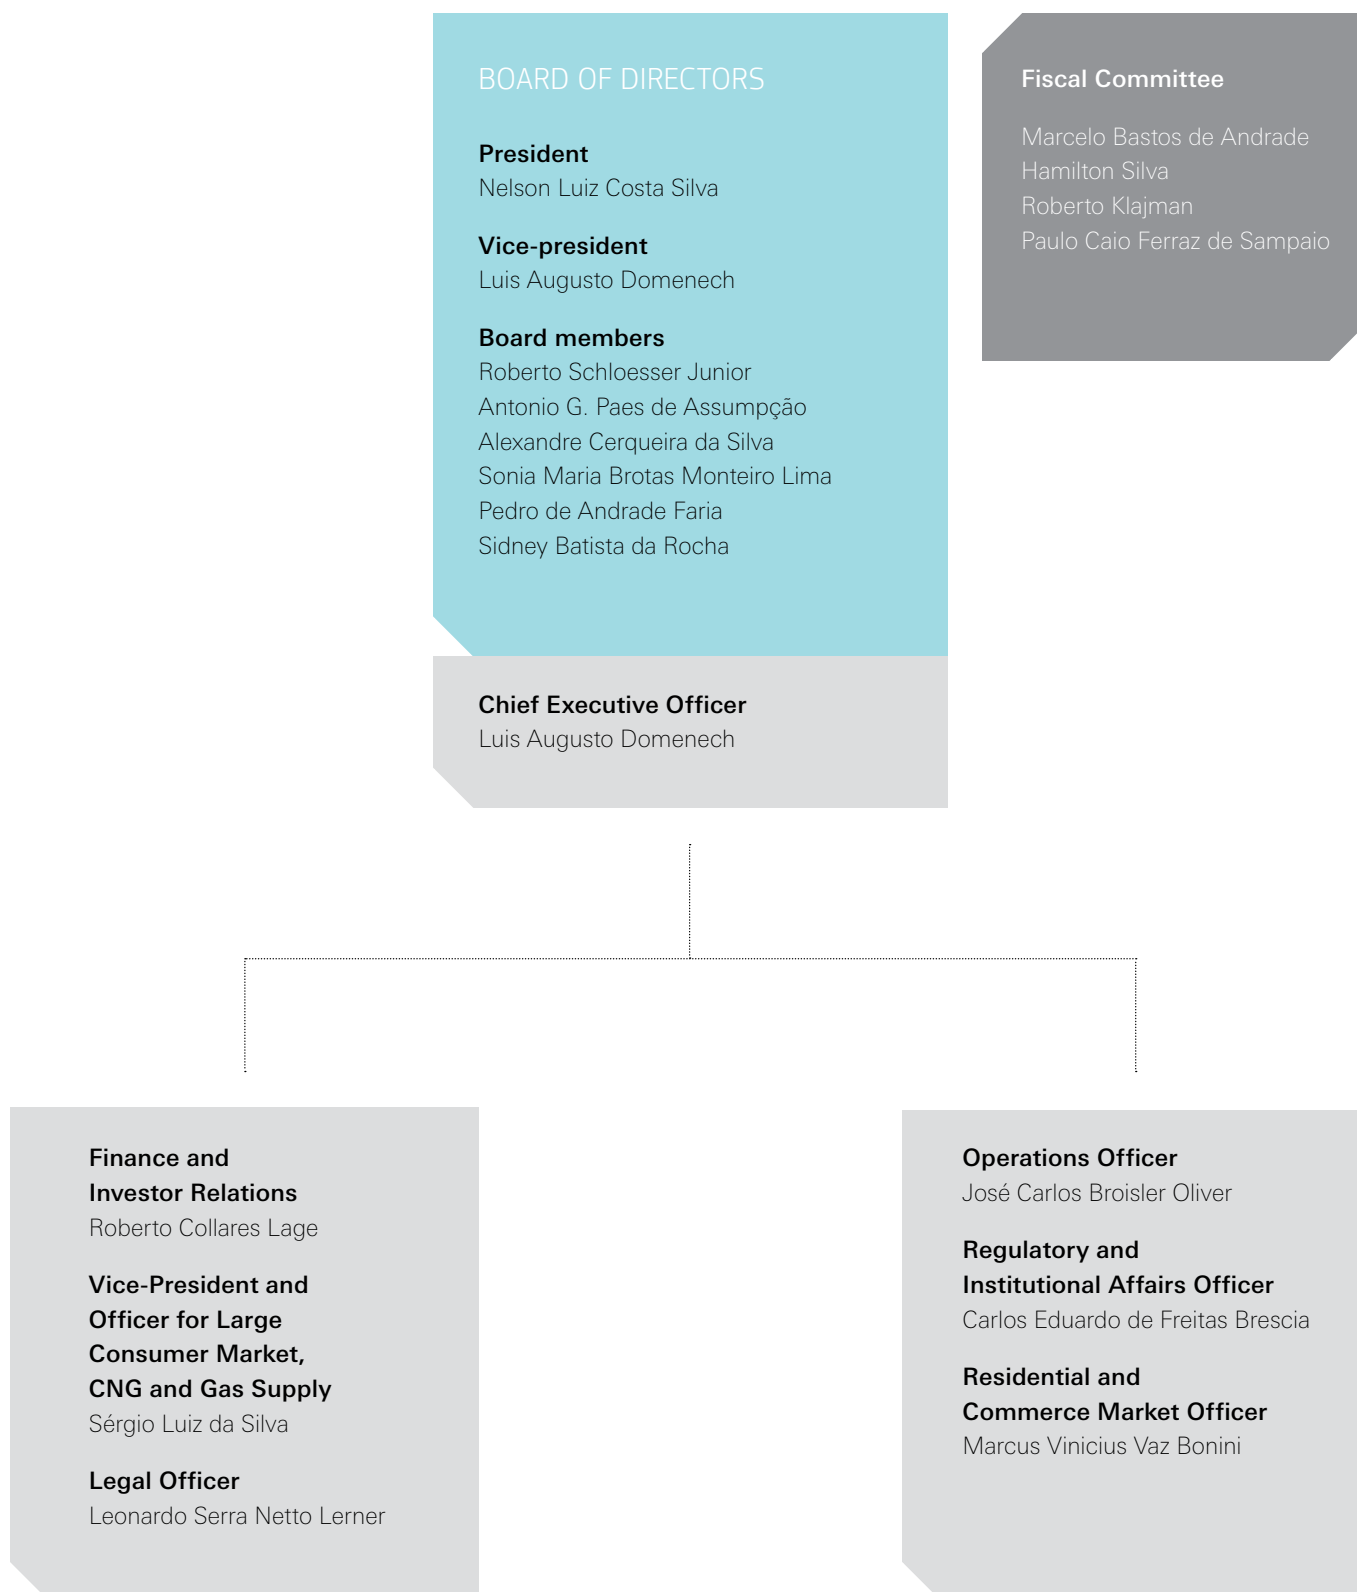 BOARD OF DIRECTORS
President
Nelson Luiz Costa Silva
Vice-president
Luis Augusto Domenech
Board members
Roberto Schloesser Junior
Antonio G. Paes de Assumpção
Alexandre Cerqueira da Silva
Sonia Maria Brotas Monteiro Lima
Pedro de Andrade Faria
Sidney Batista da Rocha
Fiscal Committee
Marcelo Bastos de Andrade
Hamilton Silva
Roberto Klajman
Paulo Caio Ferraz de Sampaio
Chief Executive Officer
Luis Augusto Domenech
Finance and
Investor Relations
Roberto Collares Lage
Vice-President and
Officer for Large
Consumer Market,
CNG and Gas Supply
Sérgio Luiz da Silva
Legal Officer
Leonardo Serra Netto Lerner
Operations Officer
José Carlos Broisler Oliver
Regulatory and
Institutional Affairs Officer
Carlos Eduardo de Freitas Brescia
Residential and
Commerce Market Officer
Marcus Vinicius Vaz Bonini